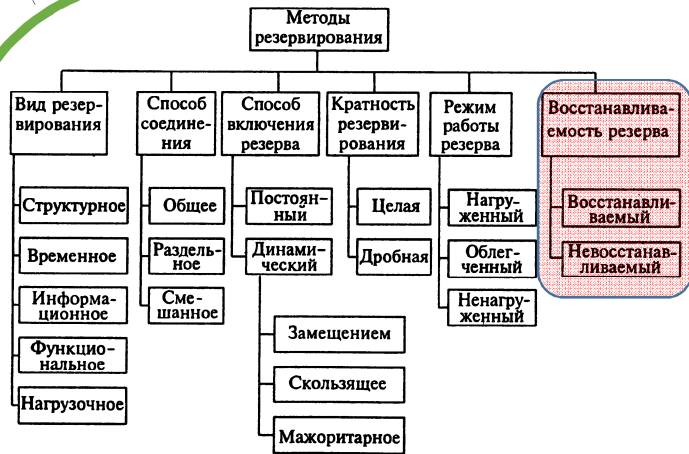 Методы
резервирования
Вид резер-
вирования
Структурное
Временное
Информа-
ционное
Функцио-
нальное
Нагрузочное
Способ
соедине-
ния
Общее
Раздель-
ное
Сме-
шанное
Способ
включения
резерва
Постоян-
ный
Динами-
ческий
Замещением
Скользящее
Мажоритарное
Кратность
резерви-
рования
Целая
Дробная
Режим
работы
резерва
Нагру-
женный
Облег-
ченный
Ненагру-
женный
Восстанавлива-
емость резерва
Восстанавли-
ваемый
Невосстанав-
ливаемый